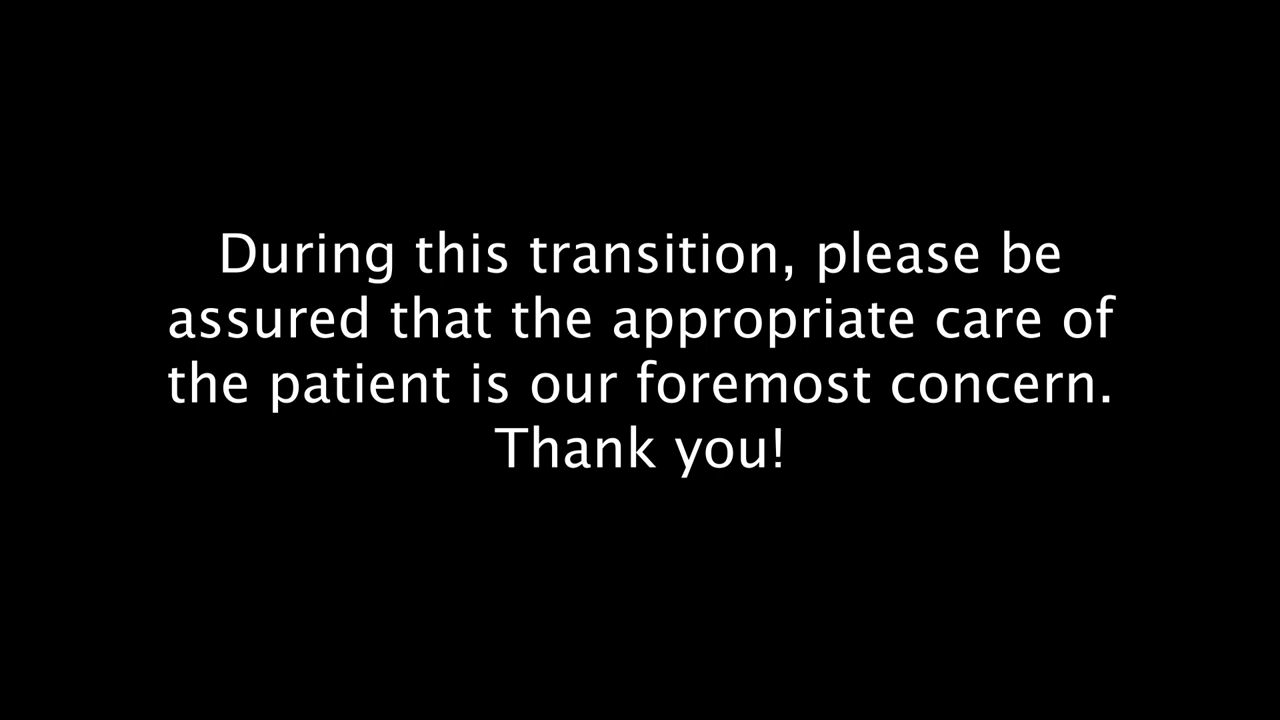 During this transition, please be
assured that the appropriate care of
the patient is our foremost concern.
Thank you!